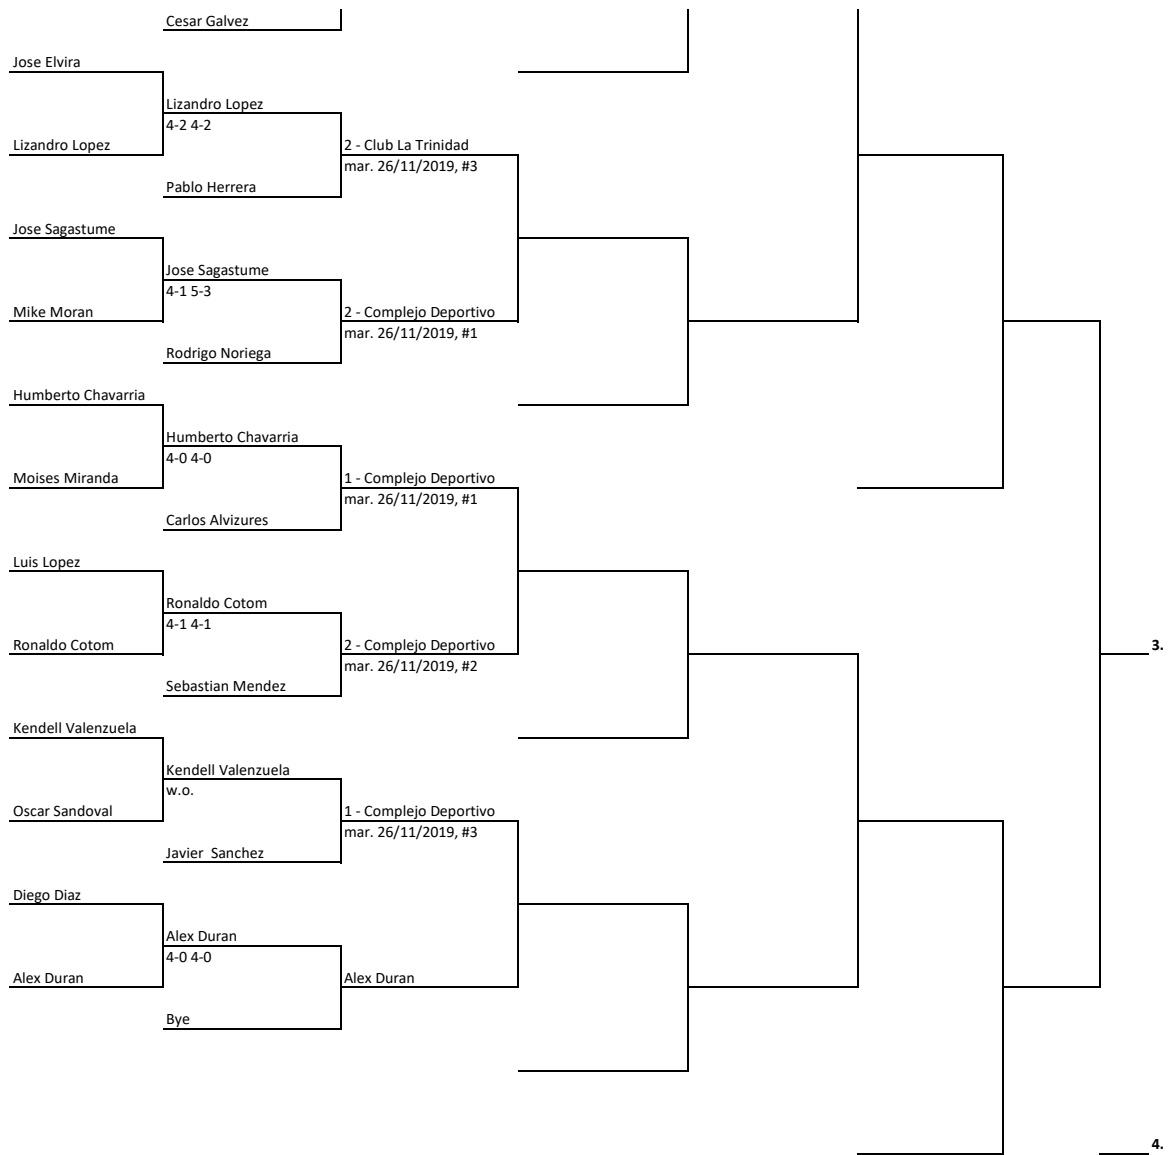 Cesar Galvez
Jose Elvira
Lizandro Lopez
4-2 4-2
Lizandro Lopez
2 - Club La Trinidad
mar. 26/11/2019, #3
Pablo Herrera
Jose Sagastume
Jose Sagastume
4-1 5-3
Mike Moran
2 - Complejo Deportivo
mar. 26/11/2019, #1
Rodrigo Noriega
Humberto Chavarria
Humberto Chavarria
4-0 4-0
Moises Miranda
1 - Complejo Deportivo
mar. 26/11/2019, #1
Carlos Alvizures
Luis Lopez
Ronaldo Cotom
4-1 4-1
Ronaldo Cotom
2 - Complejo Deportivo
3.
mar. 26/11/2019, #2
Sebastian Mendez
Kendell Valenzuela
Kendell Valenzuela
w.o.
Oscar Sandoval
1 - Complejo Deportivo
mar. 26/11/2019, #3
Javier  Sanchez
Diego Diaz
Alex Duran
4-0 4-0
Alex Duran
Alex Duran
Bye
4.